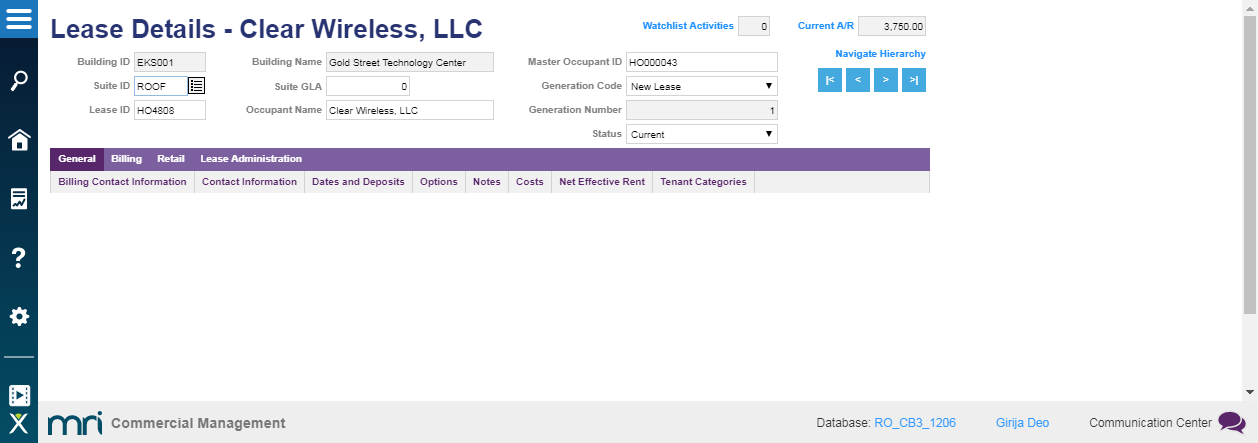 Lease Details - Clear Wireless, LLC
Watchlist Activities 0 Current A/R 3,750.00
Building ID EKS001 Building Name Gold Street Technology Center Master Occupant ID HO000043 Navigate Hierarchy
Suite ID ROOF Suite GLA 0 Generation Code New Lease |< < > >|
Lease ID HO4808 Occupant Name Clear Wireless, LLC Generation Number 1
Status Current
General Billing Retail Lease Administration
Billing Contact Information Contact Information Dates and Deposits Options Notes Costs Net Effective Rent Tenant Categories
mri Commercial Management Database: RO_CB3_1206 Girija Deo Communication Center